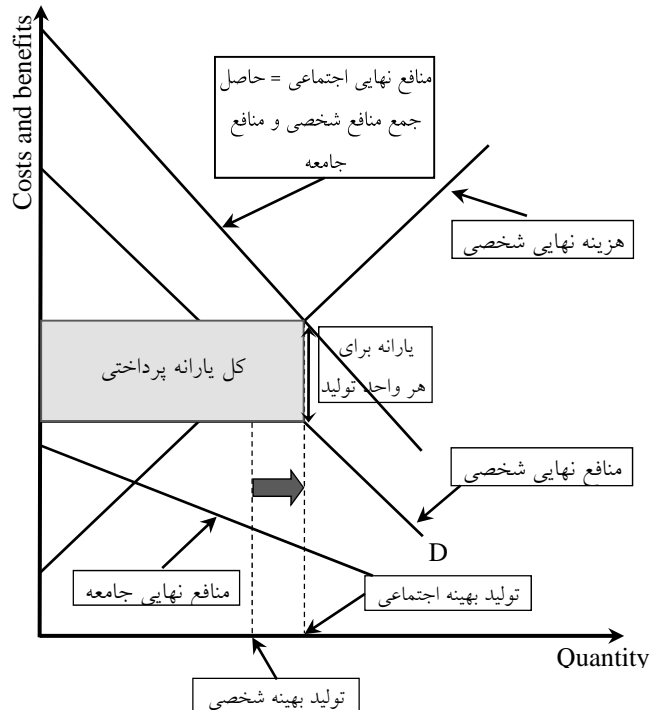 Costs and benefits
منافع نهایی اجتماعی = حاصل
جمع منافع شخصی و منافع
جامعه
هزینه نهایی شخصی
یارانه برای
هر واحد تولید
کل یارانه پرداختی
منافع نهایی شخصی
D
منافع نهایی جامعه
تولید بهینه اجتماعی
Quantity
تولید بهینه شخصی